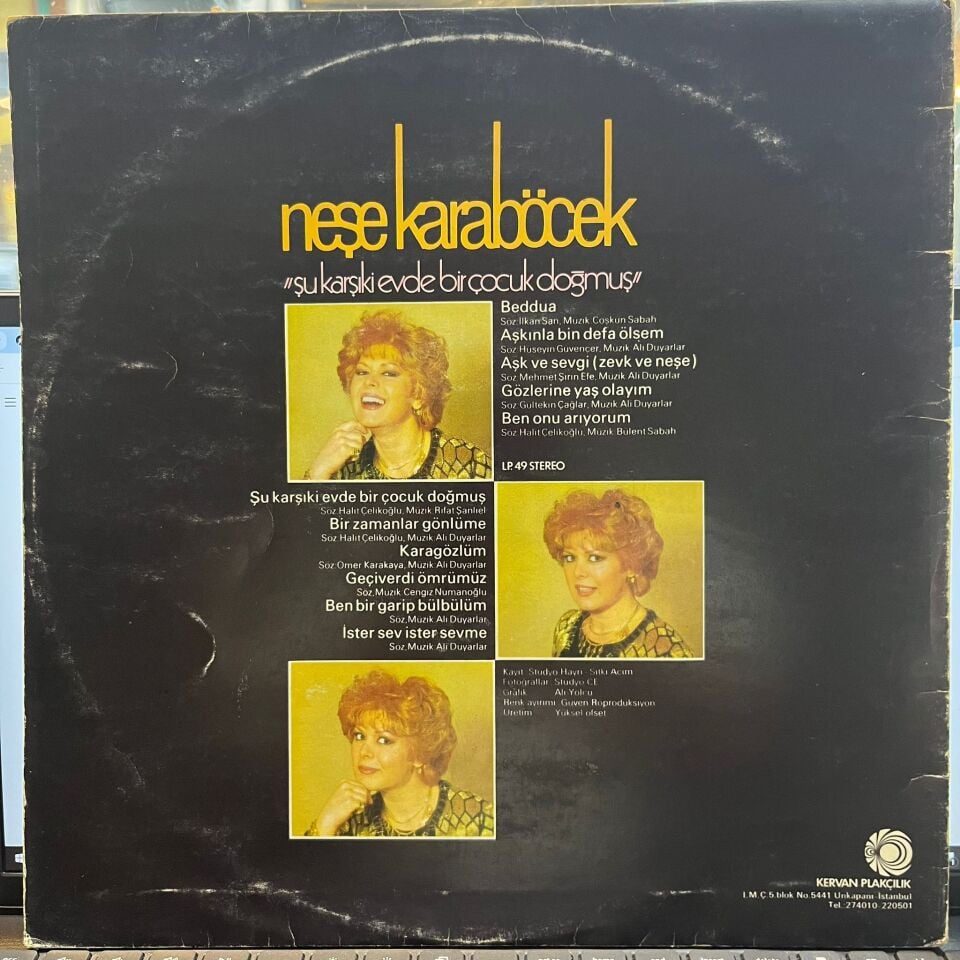 neşe karaböcek
"şu karşıki evde bir çocuk doğmuş"
Beddua
Söz:İlkan San, Müzik Coşkun Sabah
Aşkınla bin defa ölsem
Söz Hüseyin Güvençer, Müzik Ali Duyarlar
Aşk ve sevgi (zevk ve neşe)
Söz Mehmet Şirin Efe, Müzik Ali Duyarlar
Gözlerine yaş olayım
Söz Gültekin Çağlar, Müzik Ali Duyarlar
Ben onu arıyorum
Söz Halit Çelikoğlu, Müzik Bülent Sabah
LP. 49 STEREO
Şu karşıki evde bir çocuk doğmuş
Söz Halit Çelikoğlu, Müzik Rıfat Şanlıel
Bir zamanlar gönlüme
Söz Halit Çelikoğlu, Müzik Ali Duyarlar
Karagözlüm
Söz Ömer Karakaya, Müzik Ali Duyarlar
Geçiverdi ömrümüz
Söz, Müzik Cengiz Numanoğlu
Ben bir garip bülbülüm
Söz, Müzik Ali Duyarlar
İster sev ister sevme
Söz, Müzik Ali Duyarlar
Kayıt Stüdyo Hayri - Sıtkı Acim
Fotoğraflar Stüdyo CE
Grafik Ali Yolcu
Renk ayırımı Güven Röprodüksiyon
Üretim Yüksel ofset
KERVAN PLAKÇILIK
İ.M.Ç. 5. blok No. 5441 Unkapanı-İstanbul
Tel. 274010-220501